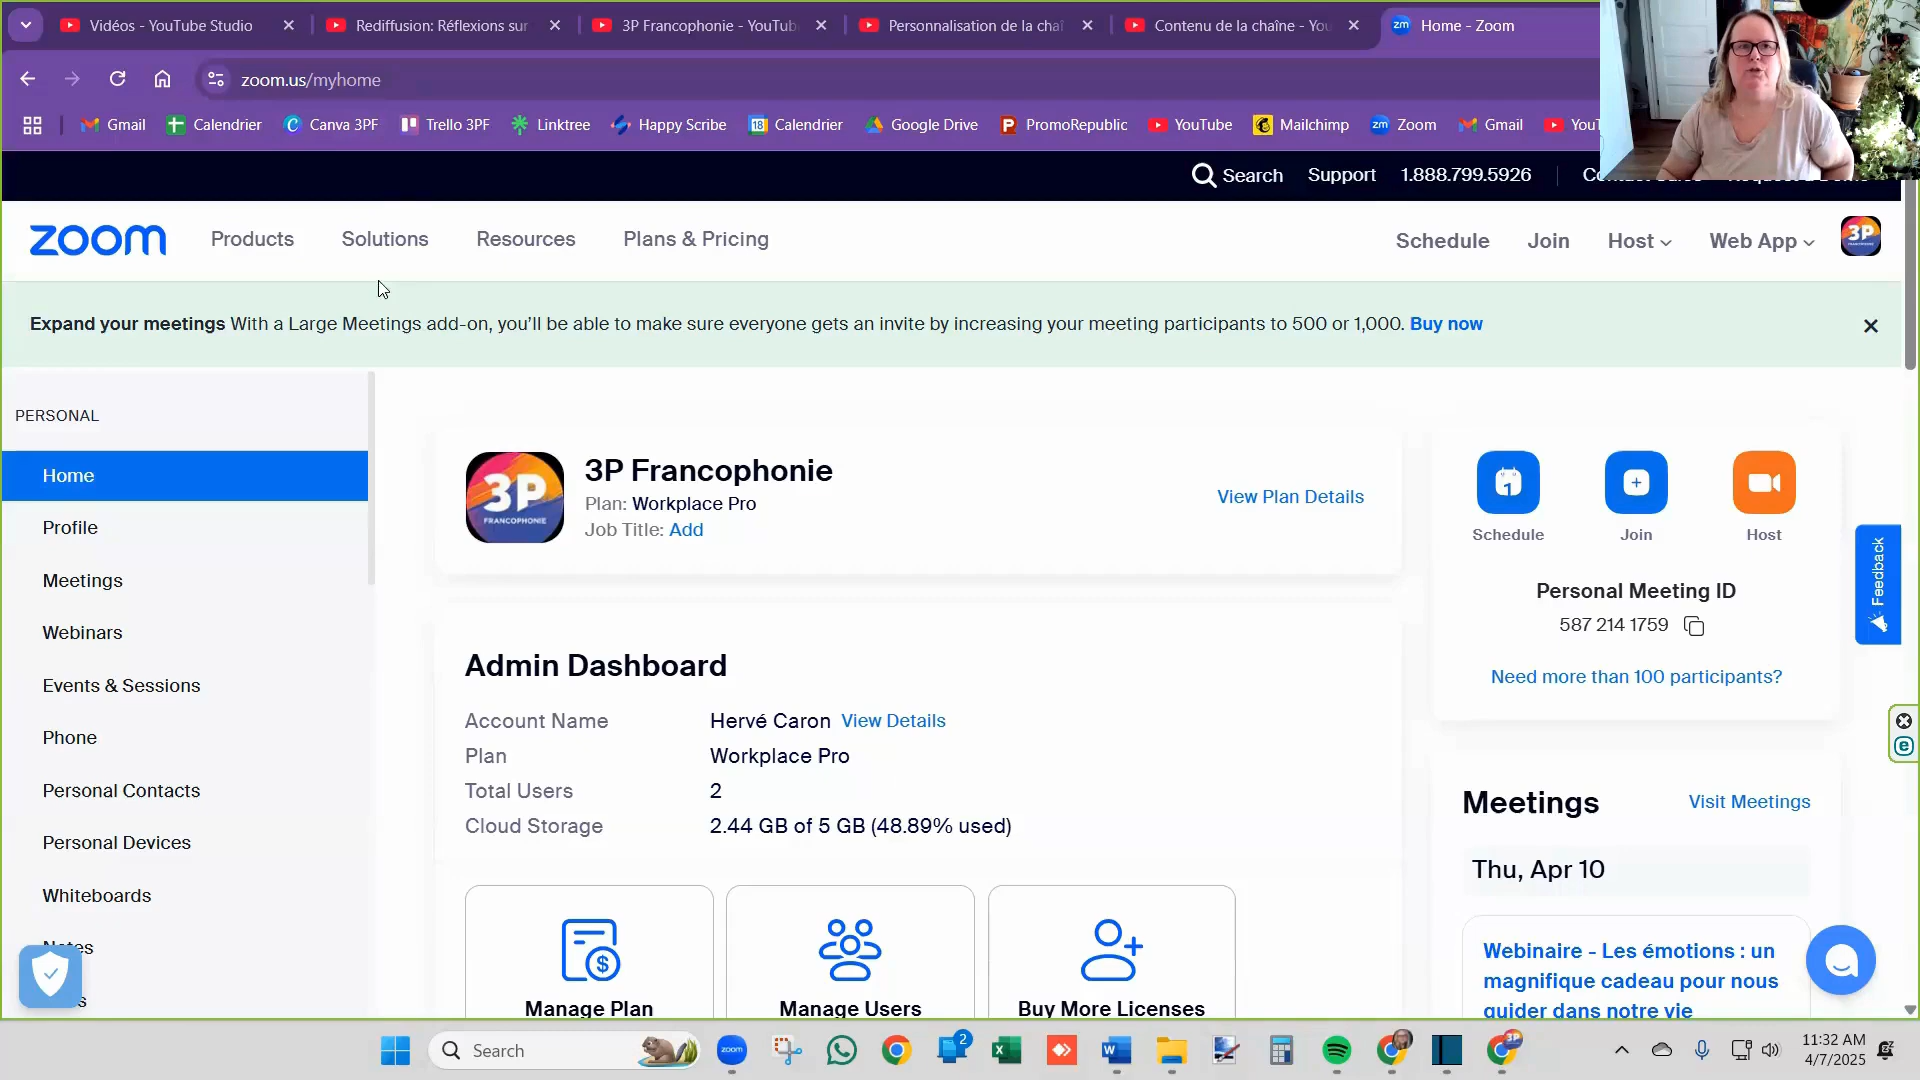 Vidéos - YouTube Studio
Rediffusion: Réflexions sur
3P Francophonie - YouTub
Personnalisation de la chaî
Contenu de la chaîne - You
zm Home - Zoom
zoom.us/myhome
Gmail
Calendrier
Canva 3PF
Trello 3PF
Linktree
Happy Scribe
18 Calendrier
Google Drive
PromoRepublic
YouTube
Mailchimp
zm Zoom
Gmail
Search
Support
1.888.799.5926
zoom
Products
Solutions
Resources
Plans & Pricing
Schedule
Join
Host
Web App
3P
Expand your meetings With a Large Meetings add-on, you'll be able to make sure everyone gets an invite by increasing your meeting participants to 500 or 1,000. Buy now
PERSONAL
Home
Profile
Meetings
Webinars
Events & Sessions
Phone
Personal Contacts
Personal Devices
Whiteboards
Notes
3P
FRANCOPHONIE
3P Francophonie
Plan: Workplace Pro
Job Title: Add
View Plan Details
Admin Dashboard
Account Name Hervé Caron View Details
Plan Workplace Pro
Total Users 2
Cloud Storage 2.44 GB of 5 GB (48.89% used)
Manage Plan
Manage Users
Buy More Licenses
Schedule
Join
Host
Personal Meeting ID
587 214 1759
Need more than 100 participants?
Feedback
Meetings
Visit Meetings
Thu, Apr 10
Webinaire - Les émotions : un
magnifique cadeau pour nous
guider dans notre vie
Search
zoom
2
11:32 AM
4/7/2025